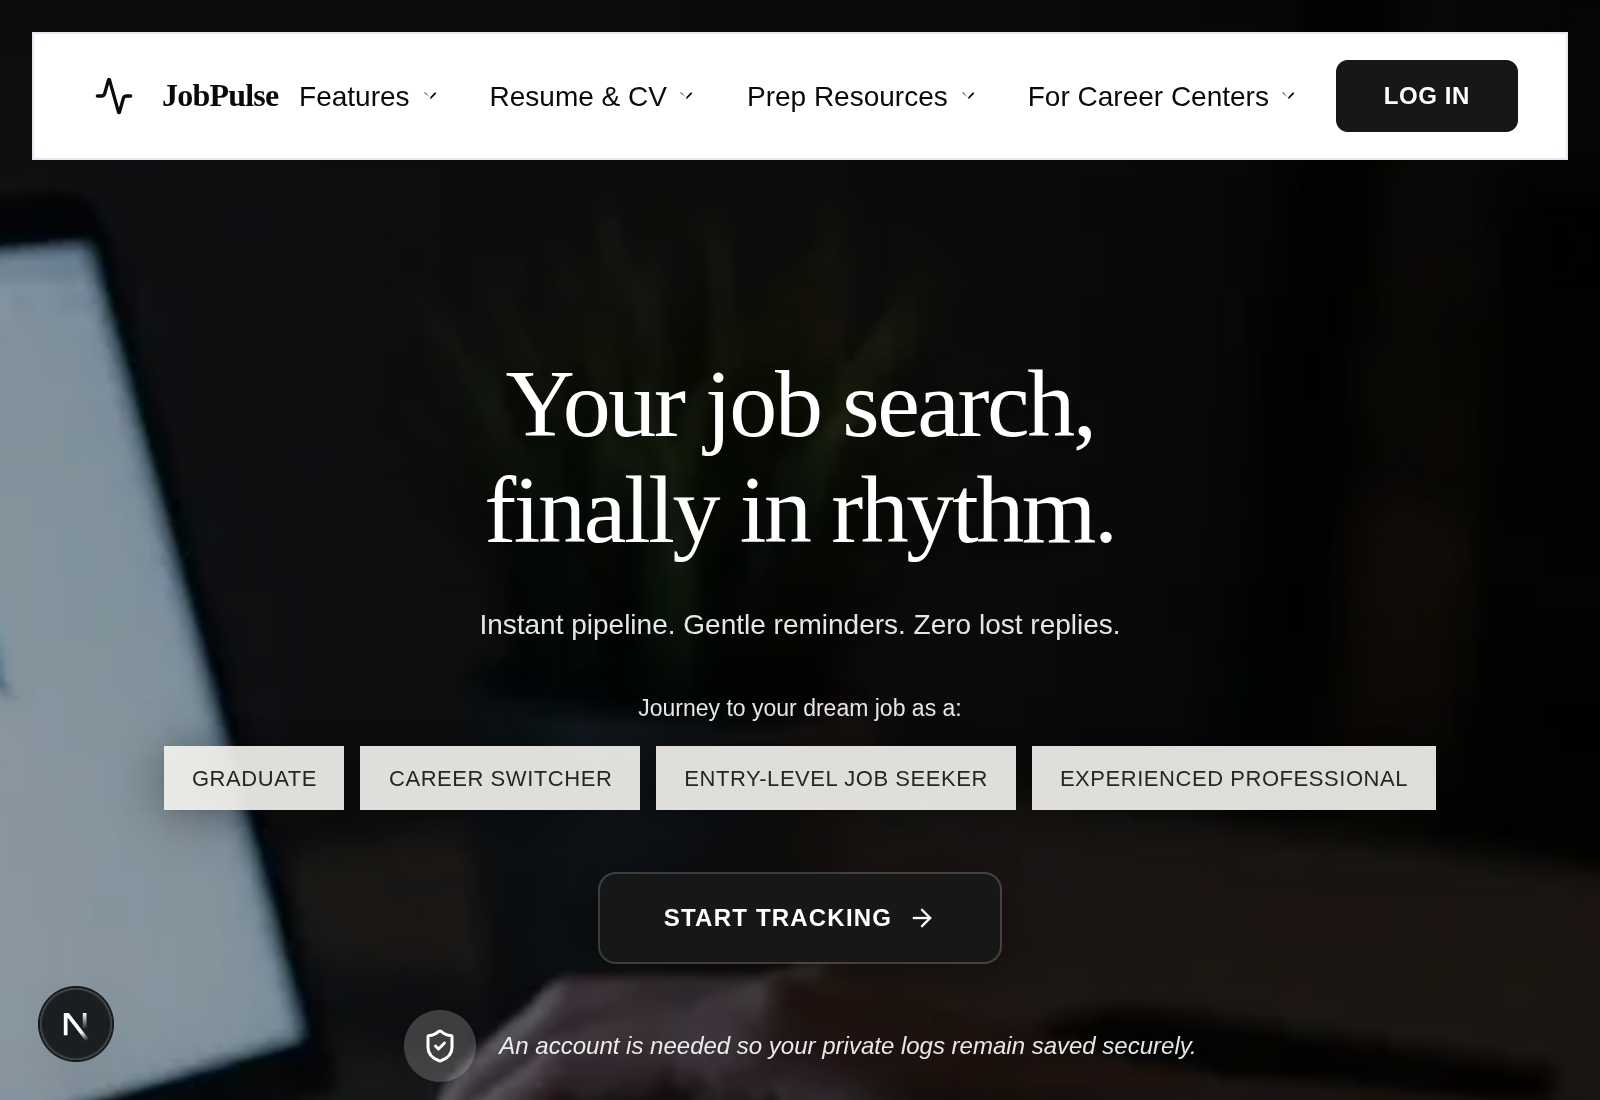 JobPulse Features Resume & CV Prep Resources For Career Centers LOG IN
Your job search,
finally in rhythm.
Instant pipeline. Gentle reminders. Zero lost replies.
Journey to your dream job as a:
GRADUATE CAREER SWITCHER ENTRY-LEVEL JOB SEEKER EXPERIENCED PROFESSIONAL
START TRACKING
N
An account is needed so your private logs remain saved securely.